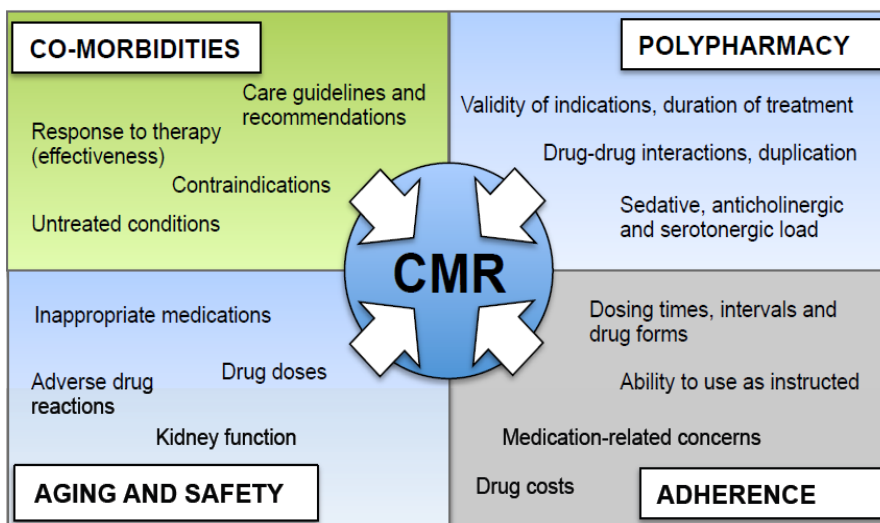 CO-MORBIDITIES
Care guidelines and
recommendations
Response to therapy
(effectiveness)
Contraindications
Untreated conditions
POLYPHARMACY
Validity of indications, duration of treatment
Drug-drug interactions, duplication
Sedative, anticholinergic
and serotonergic load
CMR
Inappropriate medications
Drug doses
Adverse drug
reactions
Kidney function
AGING AND SAFETY
Dosing times, intervals and
drug forms
Ability to use as instructed
Medication-related concerns
Drug costs
ADHERENCE